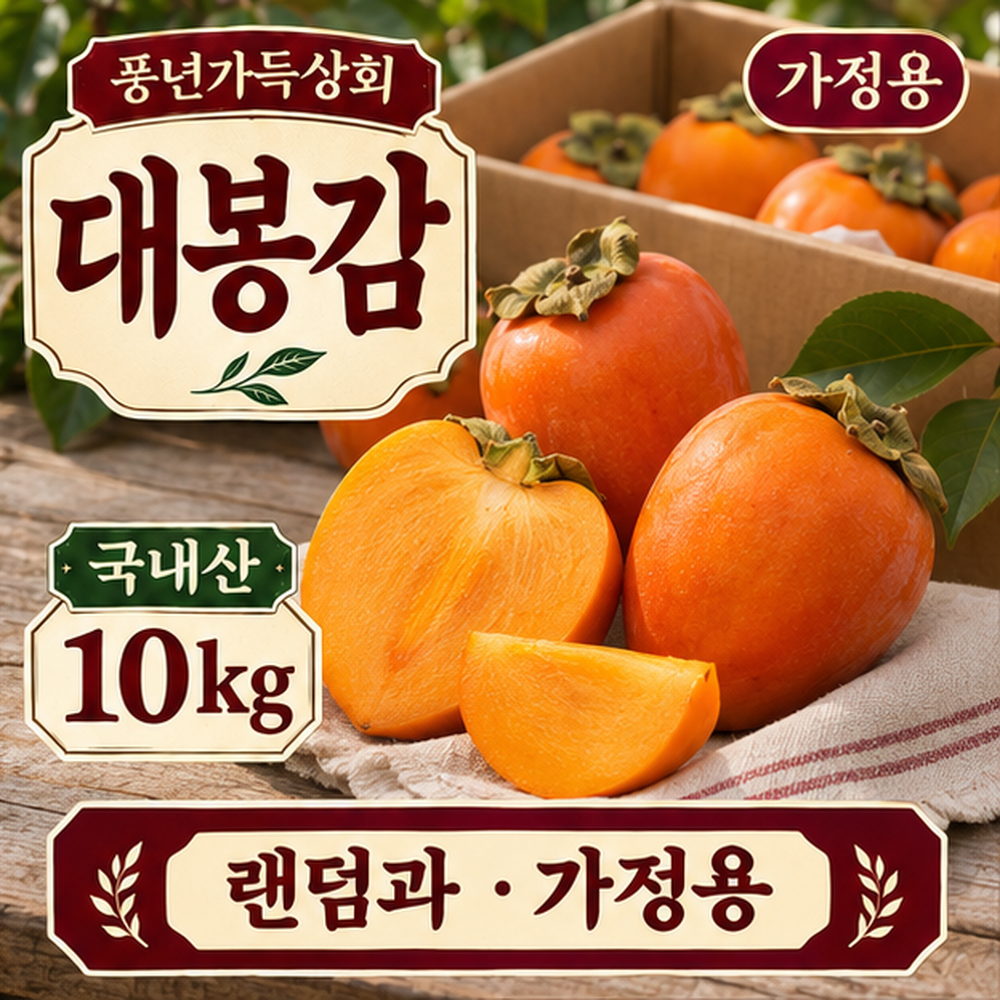 풍년가득상회
대봉감
가정용
국내산
10kg
랜덤과 · 가정용